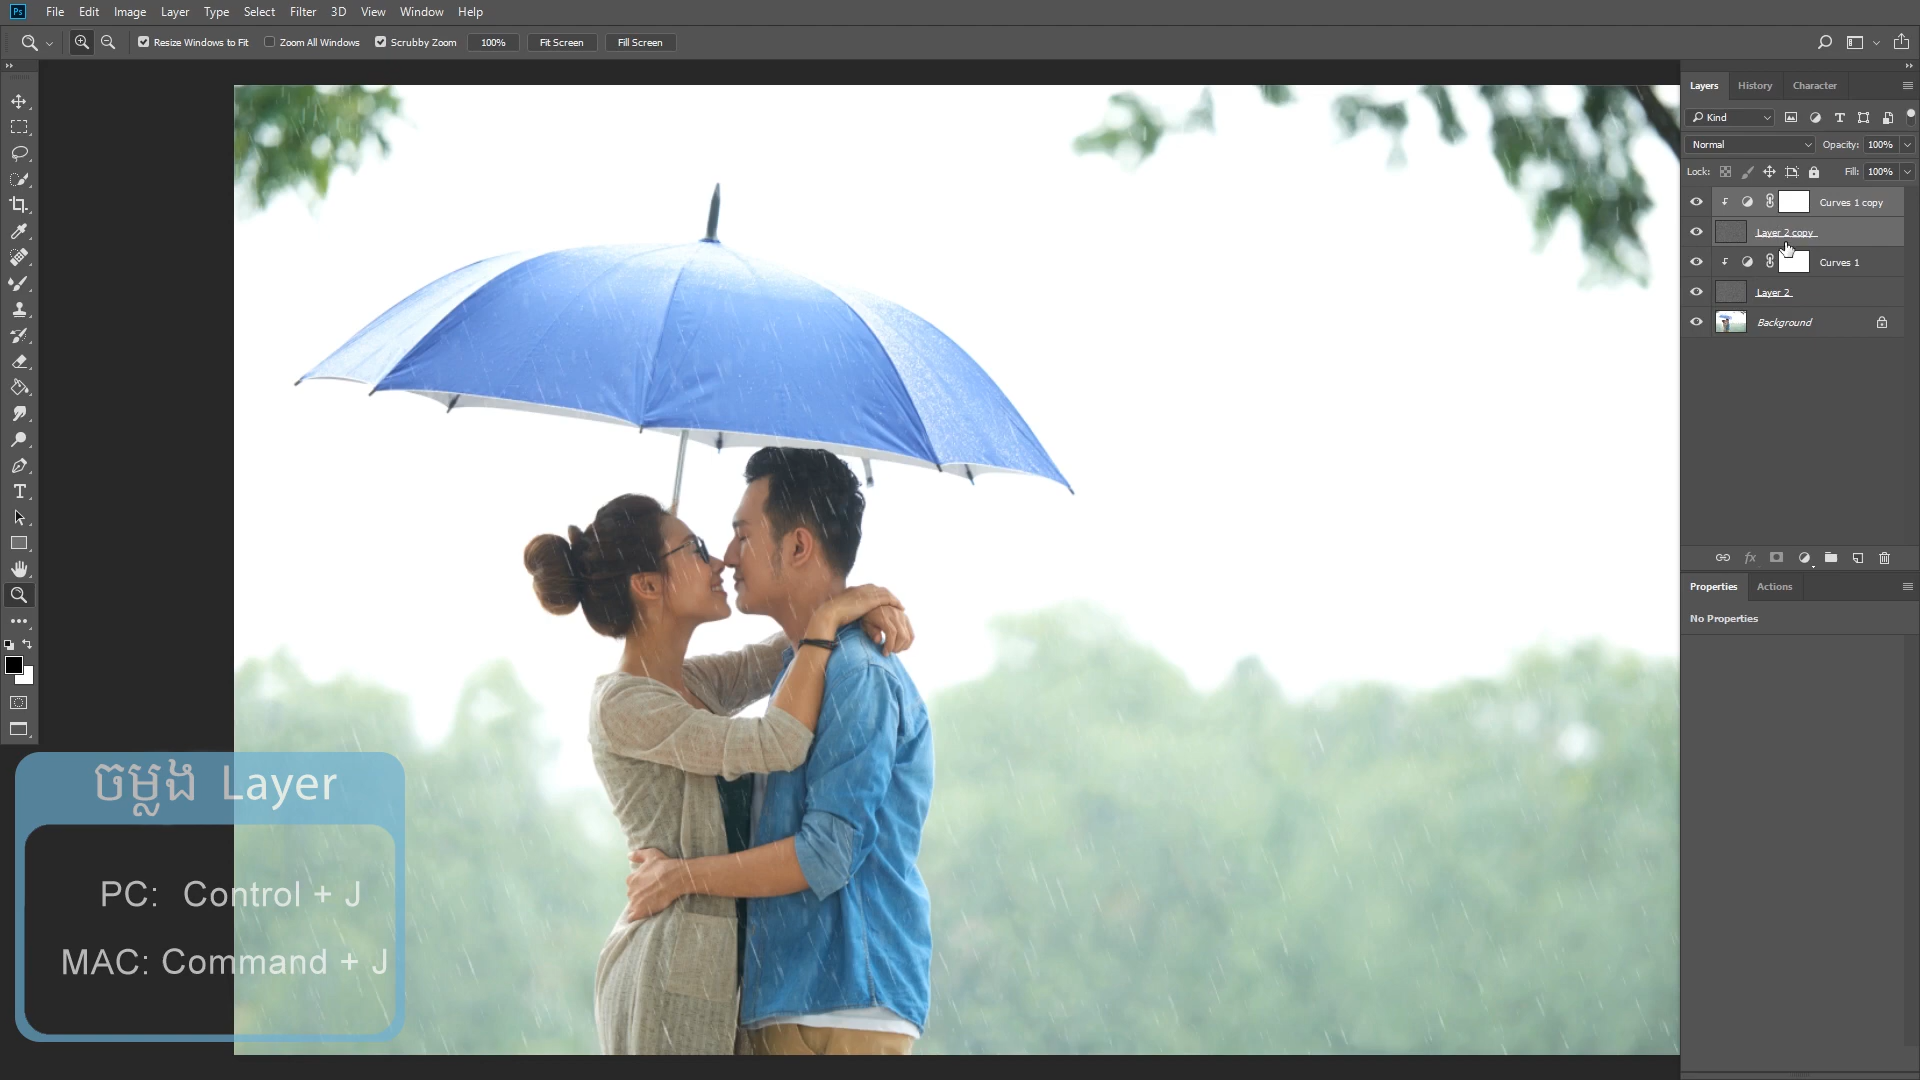 Ps File Edit Image Layer Type Select Filter 3D View Window Help
Resize Windows to Fit Zoom All Windows Scrubby Zoom 100% Fit Screen Fill Screen
Layers History Character
Kind
Normal Opacity: 100%
Lock: Fill: 100%
Curves 1 copy
Layer 2 copy
Curves 1
Layer 2
Background
Properties Actions
No Properties
ចម្លង Layer
PC: Control + J
MAC: Command + J